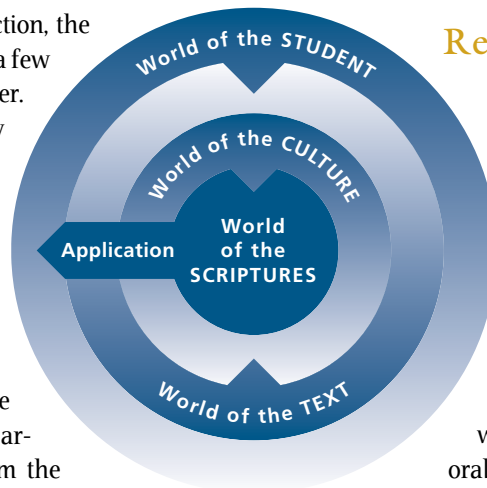 ction, the
a few
er.
Re
World of the STUDENT
World of the CULTURE
World
of the
SCRIPTURES
Application
World of the TEXT
e
ar-
m the
w
orab